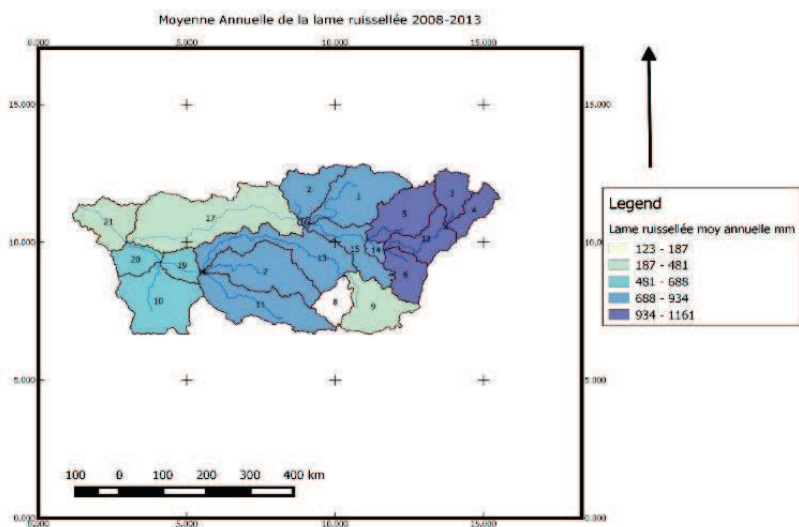 Moyenne Annuelle de la lame ruissellée 2008-2013
0.000 5.000 10.000 15.000
15.000 15.000
2 1 3
5 4
21 17
12
10.000 10.000
20 19 13 15 14
7 6
10 11 8 9
5.000 5.000
100 0 100 200 300 400 km
0.000 0.000
0.000 5.000 10.000 15.000
Legend
Lame ruissellée moy annuelle mm
123 - 187
187 - 481
481 - 688
688 - 934
934 - 1161